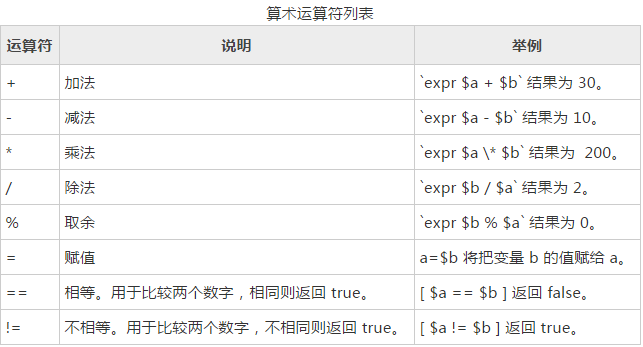 算术运算符列表
运算符 说明 举例
+ 加法 `expr $a + $b` 结果为 30。
- 减法 `expr $a - $b` 结果为 10。
* 乘法 `expr $a \* $b` 结果为  200。
/ 除法 `expr $b / $a` 结果为 2。
% 取余 `expr $b % $a` 结果为 0。
= 赋值 a=$b 将把变量 b 的值赋给 a。
== 相等。用于比较两个数字，相同则返回 true。 [ $a == $b ] 返回 false。
!= 不相等。用于比较两个数字，不相同则返回 true。 [ $a != $b ] 返回 true。